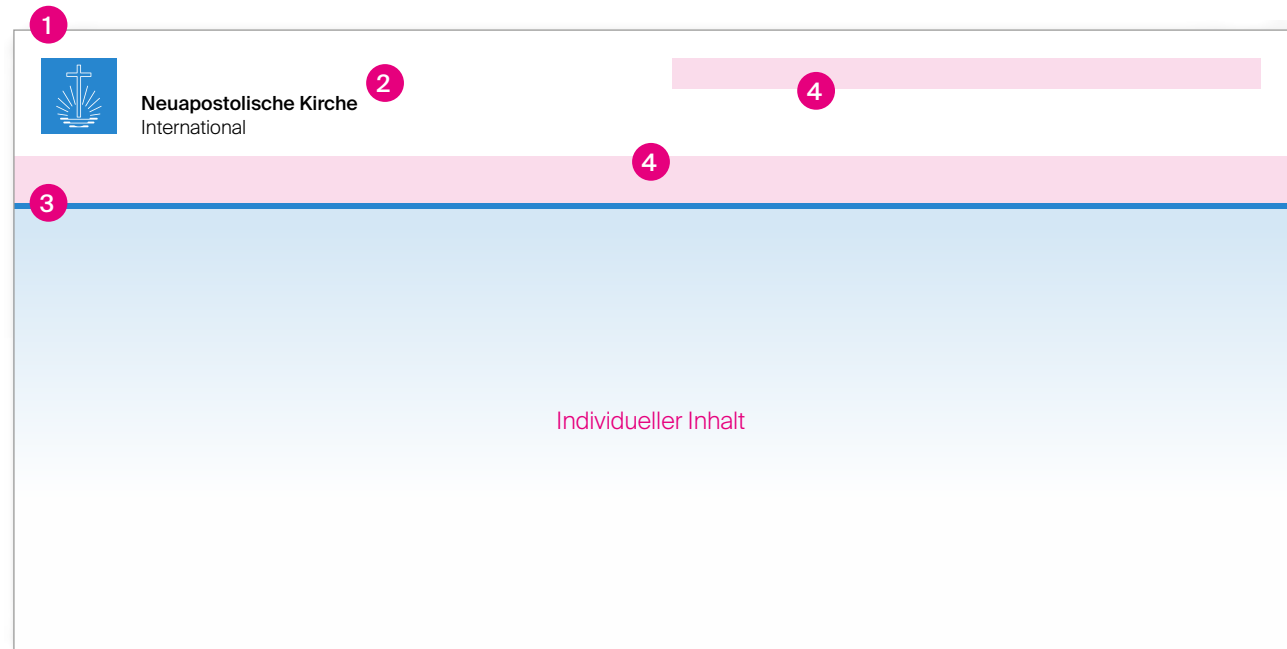 1
2
Neuapostolische Kirche
International
4
4
3
Individueller Inhalt